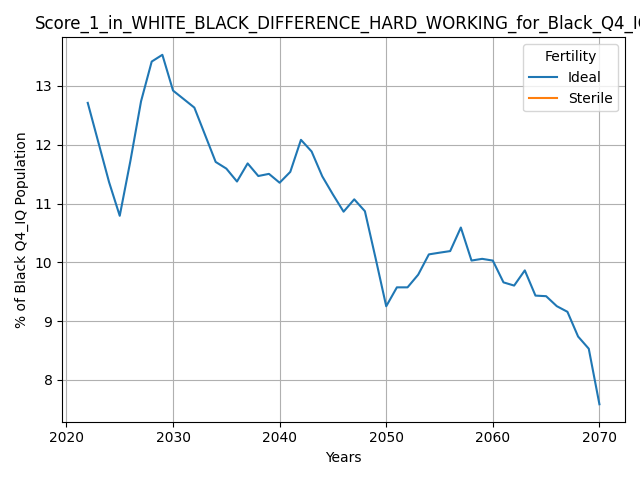 Score_1_in_WHITE_BLACK_DIFFERENCE_HARD_WORKING_for_Black_Q4_IQ
% of Black Q4_IQ Population
13
12
11
10
9
8
Fertility
Ideal
Sterile
2020 2030 2040 2050 2060 2070
Years